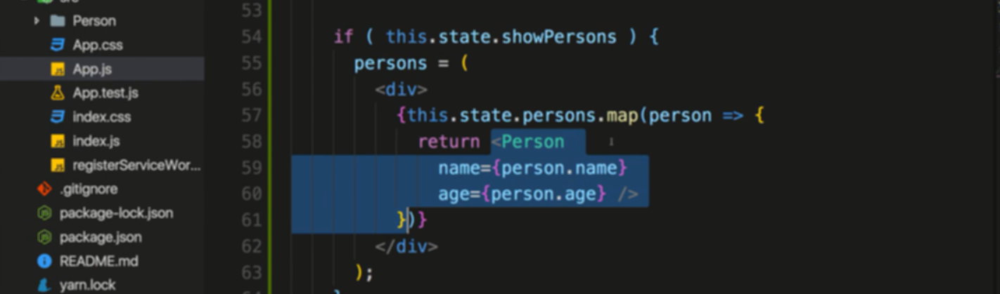 Person
App.css
App.js
App.test.js
index.css
index.js
registerServiceWor...
.gitignore
package-lock.json
package.json
README.md
yarn.lock
53
54 if ( this.state.showPersons ) {
55 persons = (
56 <div>
57 {this.state.persons.map(person => {
58 return <Person
59 name={person.name}
60 age={person.age} />
61 })}
62 </div>
63 );